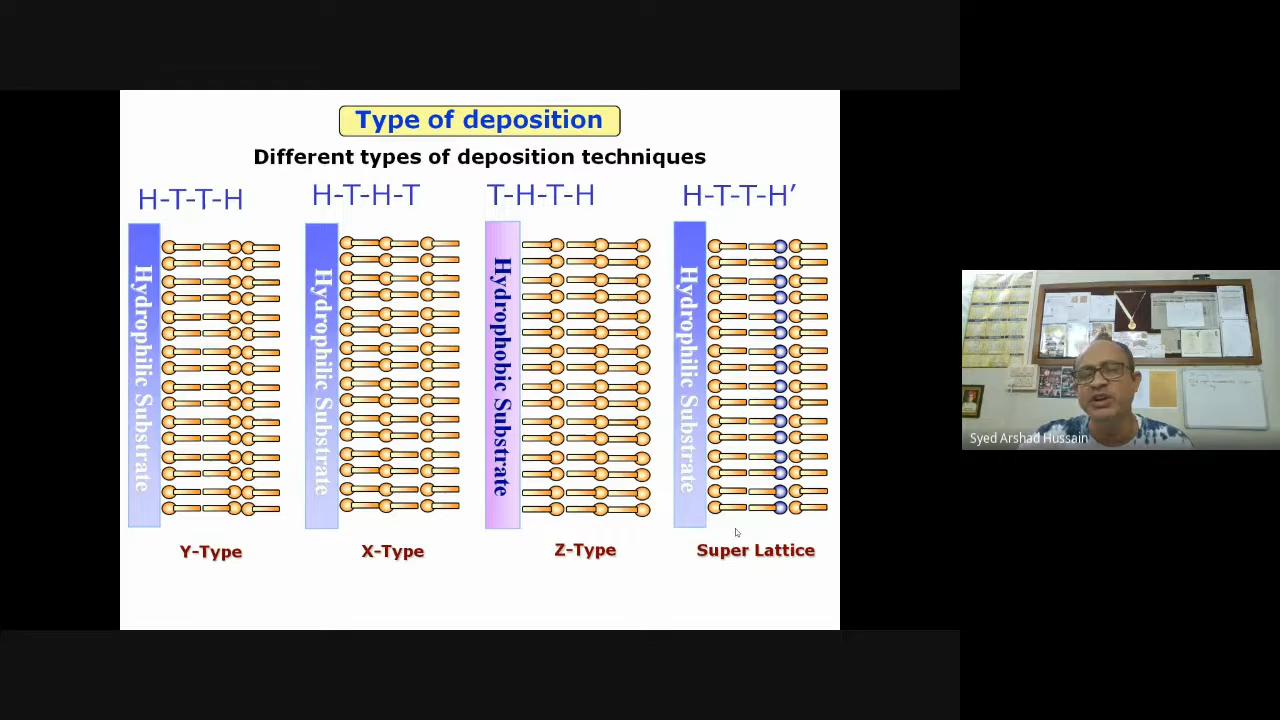 Type of deposition
Different types of deposition techniques
H-T-T-H
H-T-H-T
T-H-T-H
H-T-T-H’
Hydrophilic Substrate
Hydrophilic Substrate
Hydrophobic Substrate
Hydrophilic Substrate
Y-Type
X-Type
Z-Type
Super Lattice
Syed Arshad Hussain